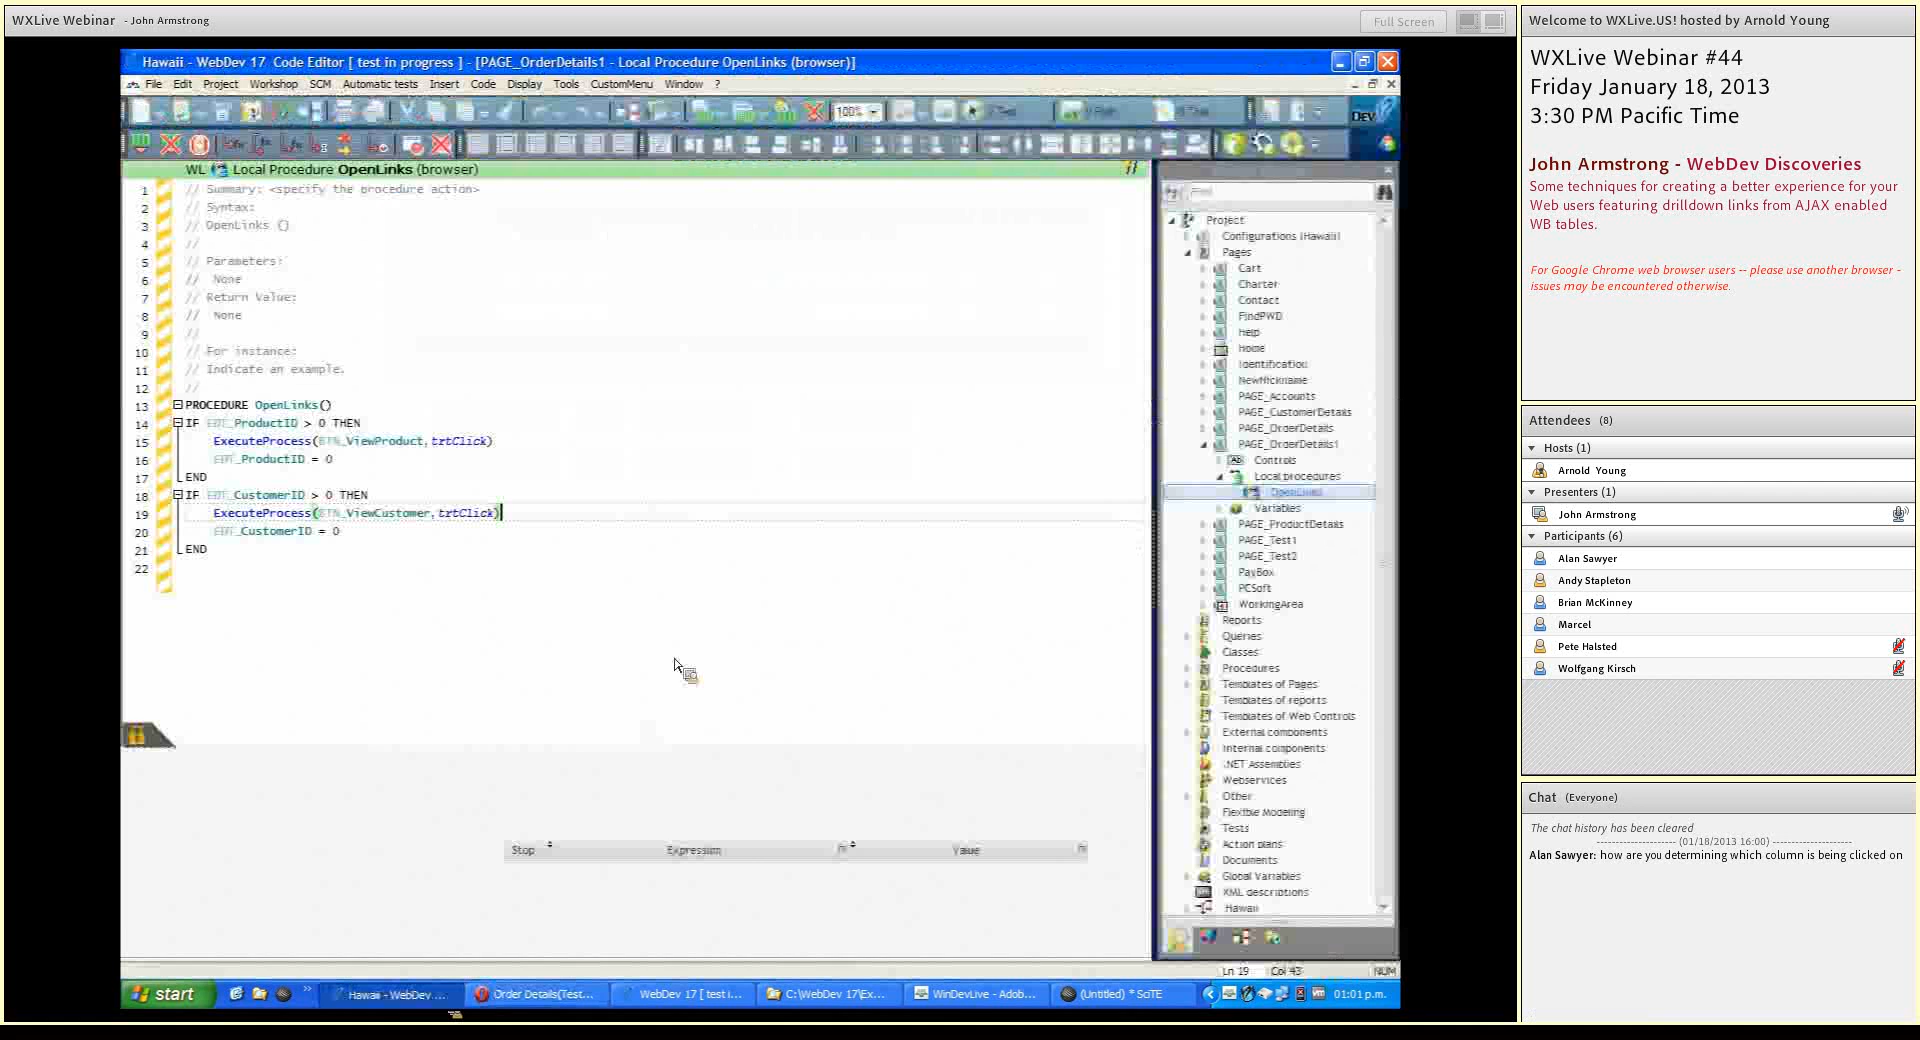 WXLive Webinar - John Armstrong
Full Screen
Hawaii - WebDev 17 Code Editor [ test in progress ] - [PAGE_OrderDetails1 - Local Procedure OpenLinks (browser)]
File Edit Project Workshop SCM Automatic tests Insert Code Display Tools CustomMenu Window ?
100%
DEV
WL Local Procedure OpenLinks (browser)
1 // Summary: <specify the procedure action>
2 // Syntax:
3 // OpenLinks ()
4 //
5 // Parameters:
6 // None
7 // Return Value:
8 // None
9 //
10 // For instance:
11 // Indicate an example.
12 //
13 PROCEDURE OpenLinks()
14 IF EDT_ProductID > 0 THEN
15 ExecuteProcess(BTN_ViewProduct,trtClick)
16 EDT_ProductID = 0
17 END
18 IF EDT_CustomerID > 0 THEN
19 ExecuteProcess(BTN_ViewCustomer,trtClick)
20 EDT_CustomerID = 0
21 END
22
Stop Expression Value
Find
Project
Configurations (Hawaii)
Pages
Cart
Charter
Contact
FindPWD
Help
Home
Identification
NewNickname
PAGE_Accounts
PAGE_CustomerDetails
PAGE_OrderDetails
PAGE_OrderDetails1
Controls
Local procedures
OpenLinks
Variables
PAGE_ProductDetails
PAGE_Test1
PAGE_Test2
PayBox
PCSoft
WorkingArea
Reports
Queries
Classes
Procedures
Templates of Pages
Templates of reports
Templates of Web Controls
External components
Internal components
.NET Assemblies
Webservices
Other
Flexible Modeling
Tests
Action plans
Documents
Global Variables
XML descriptions
Hawaii
Ln 19 Col 43 NUM
start Hawaii - WebDev ... Order Details(Test... WebDev 17 [ test i... C:\WebDev 17\Ex... WinDevLive - Adob... (Untitled) * SciTE 01:01 p.m.
Welcome to WXLive.US! hosted by Arnold Young
WXLive Webinar #44
Friday January 18, 2013
3:30 PM Pacific Time
John Armstrong - WebDev Discoveries
Some techniques for creating a better experience for your
Web users featuring drilldown links from AJAX enabled
WB tables.
For Google Chrome web browser users -- please use another browser -
issues may be encountered otherwise.
Attendees (8)
Hosts (1)
Arnold Young
Presenters (1)
John Armstrong
Participants (6)
Alan Sawyer
Andy Stapleton
Brian McKinney
Marcel
Pete Halsted
Wolfgang Kirsch
Chat (Everyone)
The chat history has been cleared
--------------------- (01/18/2013 16:00) ---------------------
Alan Sawyer: how are you determining which column is being clicked on